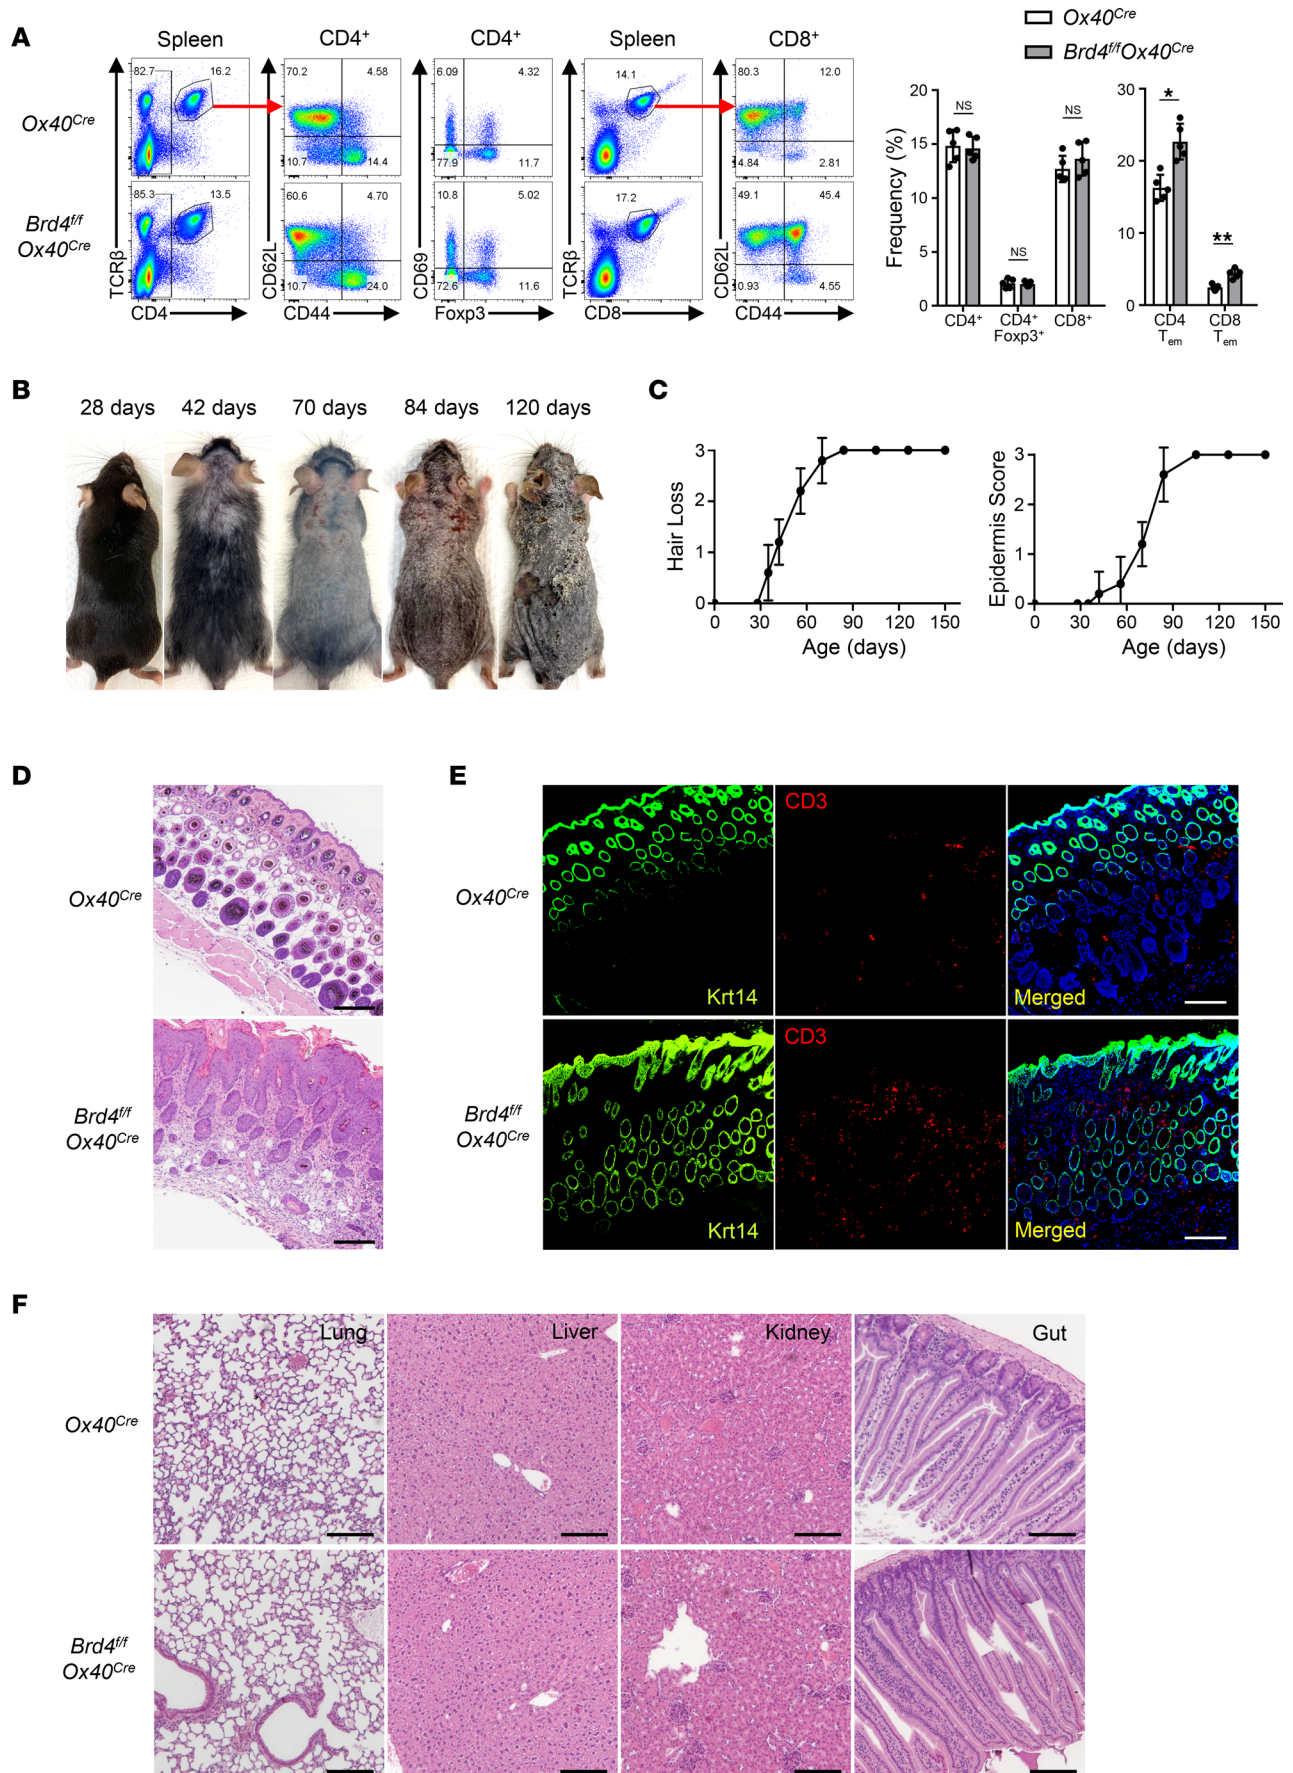 A
Spleen
CD4+
CD4+
Spleen
CD8+
Ox40Cre
Brd4f/fOx40Cre
Ox40Cre
82.7
16.2
70.2
4.58
6.09
4.32
14.1
80.3
12.0
10.7
14.4
77.9
11.7
4.84
2.81
Brd4f/f
Ox40Cre
85.3
13.5
60.6
4.70
10.8
5.02
17.2
49.1
45.4
10.7
24.0
72.6
11.6
0.93
4.55
TCRβ
CD62L
CD69
TCRβ
CD62L
CD4
CD44
Foxp3
CD8
CD44
Frequency (%)
20
15
10
5
0
NS
NS
NS
CD4+
CD4+
Foxp3+
CD8+
30
20
10
0
*
**
CD4
Tem
CD8
Tem
B
28 days
42 days
70 days
84 days
120 days
C
Hair Loss
3
2
1
0
0
30
60
90
120
150
Age (days)
Epidermis Score
3
2
1
0
0
30
60
90
120
150
Age (days)
D
Ox40Cre
Brd4f/f
Ox40Cre
E
Ox40Cre
CD3
Krt14
Merged
Brd4f/f
Ox40Cre
CD3
Krt14
Merged
F
Lung
Liver
Kidney
Gut
Ox40Cre
Brd4f/f
Ox40Cre